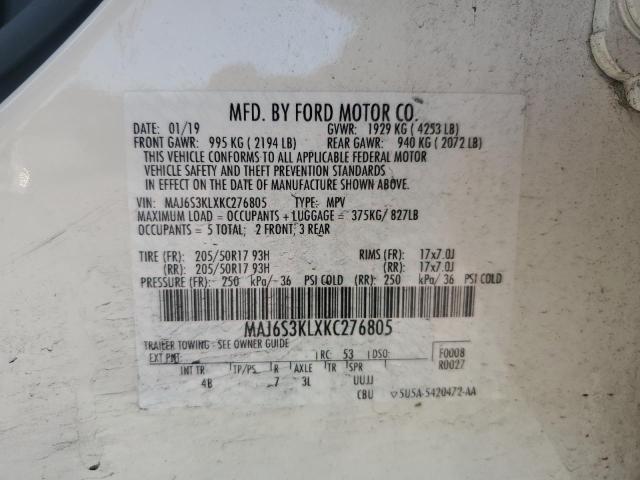 MFD. BY FORD MOTOR CO.
DATE: 01/19 GVWR: 1929 KG ( 4253 LB)
FRONT GAWR: 995 KG ( 2194 LB) REAR GAWR: 940 KG ( 2072 LB)
THIS VEHICLE CONFORMS TO ALL APPLICABLE FEDERAL MOTOR
VEHICLE SAFETY AND THEFT PREVENTION STANDARDS
IN EFFECT ON THE DATE OF MANUFACTURE SHOWN ABOVE.
VIN: MAJ6S3KLXKC276805 TYPE: MPV
MAXIMUM LOAD = OCCUPANTS + LUGGAGE = 375KG/ 827LB
OCCUPANTS = 5 TOTAL; 2 FRONT, 3 REAR
TIRE (FR): 205/50R17 93H RIMS (FR): 17x7.0J
(RR): 205/50R17 93H (RR): 17x7.0J
PRESSURE (FR) = 250 kPa/ 36 PSI COLD (RR) = 250 kPa/ 36 PSI COLD
MAJ6S3KLXKC276805
TRAILER TOWING - SEE OWNER GUIDE
EXT PNT: RC: 53 DSO: F0008
R0027
INT TR TP/PS R AXLE TR SPR
4B 7 3L UUJJ
CBU 5U5A-5420472-AA